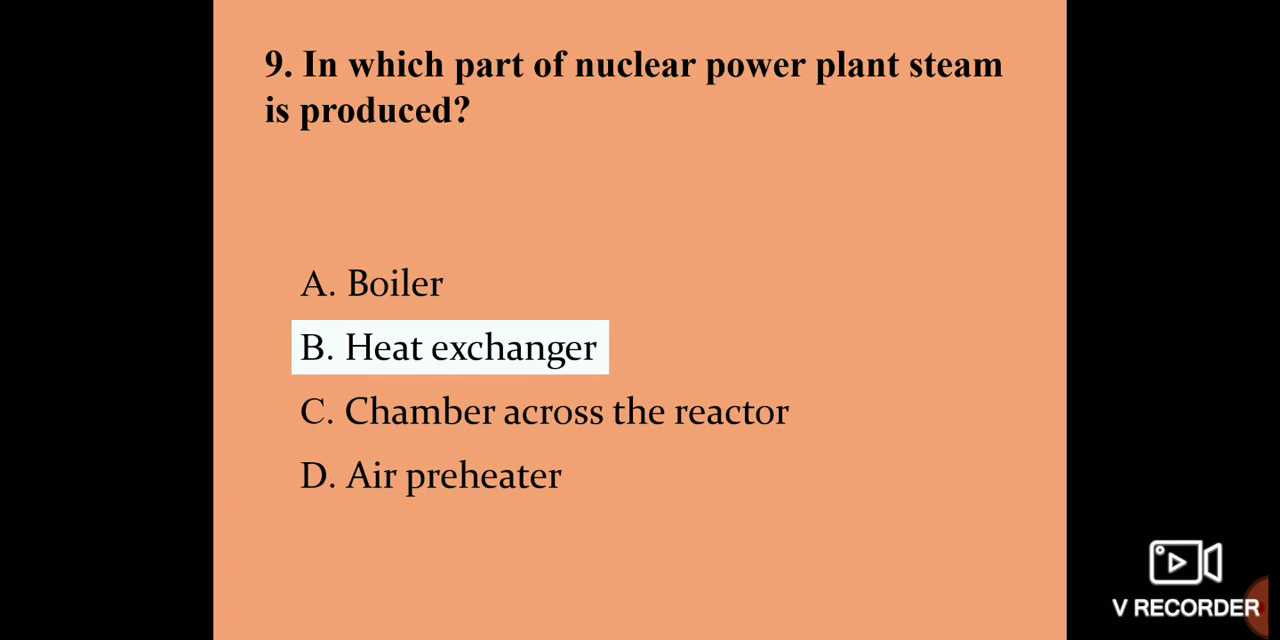 9. In which part of nuclear power plant steam
is produced?
A. Boiler
B. Heat exchanger
C. Chamber across the reactor
D. Air preheater
V RECORDER